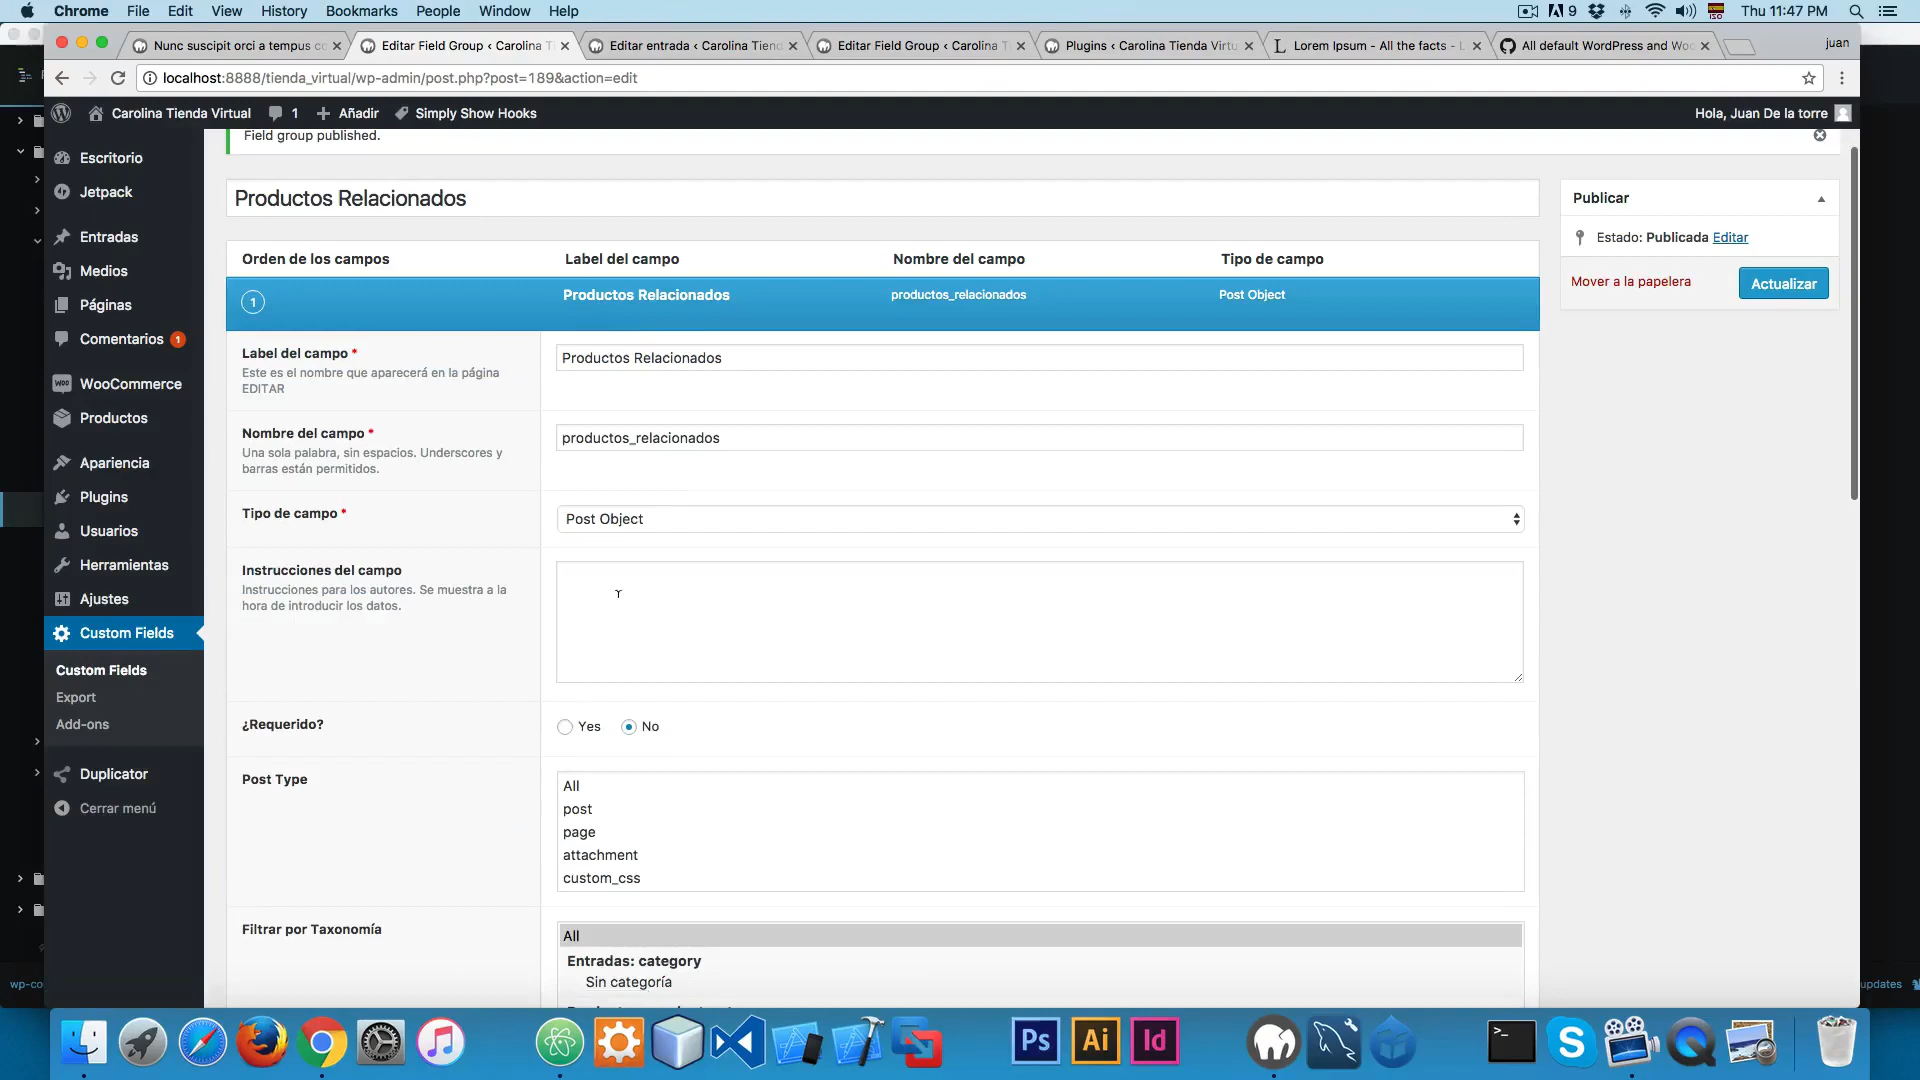 Chrome File Edit View History Bookmarks People Window Help
9
Thu 11:47 PM
Nunc suscipit orci a tempus co
Editar Field Group ‹ Carolina T
Editar entrada ‹ Carolina Tiend
Editar Field Group ‹ Carolina T
Plugins ‹ Carolina Tienda Virtu
Lorem Ipsum - All the facts - L
All default WordPress and Woo
juan
localhost:8888/tienda_virtual/wp-admin/post.php?post=189&action=edit
Carolina Tienda Virtual
1
Añadir
Simply Show Hooks
Hola, Juan De la torre
Field group published.
Escritorio
Jetpack
Entradas
Medios
Páginas
Comentarios 1
WooCommerce
Productos
Apariencia
Plugins
Usuarios
Herramientas
Ajustes
Custom Fields
Custom Fields
Export
Add-ons
Duplicator
Cerrar menú
Productos Relacionados
Orden de los campos
Label del campo
Nombre del campo
Tipo de campo
1
Productos Relacionados
productos_relacionados
Post Object
Label del campo *
Este es el nombre que aparecerá en la página
EDITAR
Productos Relacionados
Nombre del campo *
Una sola palabra, sin espacios. Underscores y
barras están permitidos.
productos_relacionados
Tipo de campo *
Post Object
Instrucciones del campo
Instrucciones para los autores. Se muestra a la
hora de introducir los datos.
¿Requerido?
Yes
No
Post Type
All
post
page
attachment
custom_css
Filtrar por Taxonomía
All
Entradas: category
Sin categoría
Publicar
Estado: Publicada Editar
Mover a la papelera
Actualizar
wp-co
updates
Ps
Ai
Id